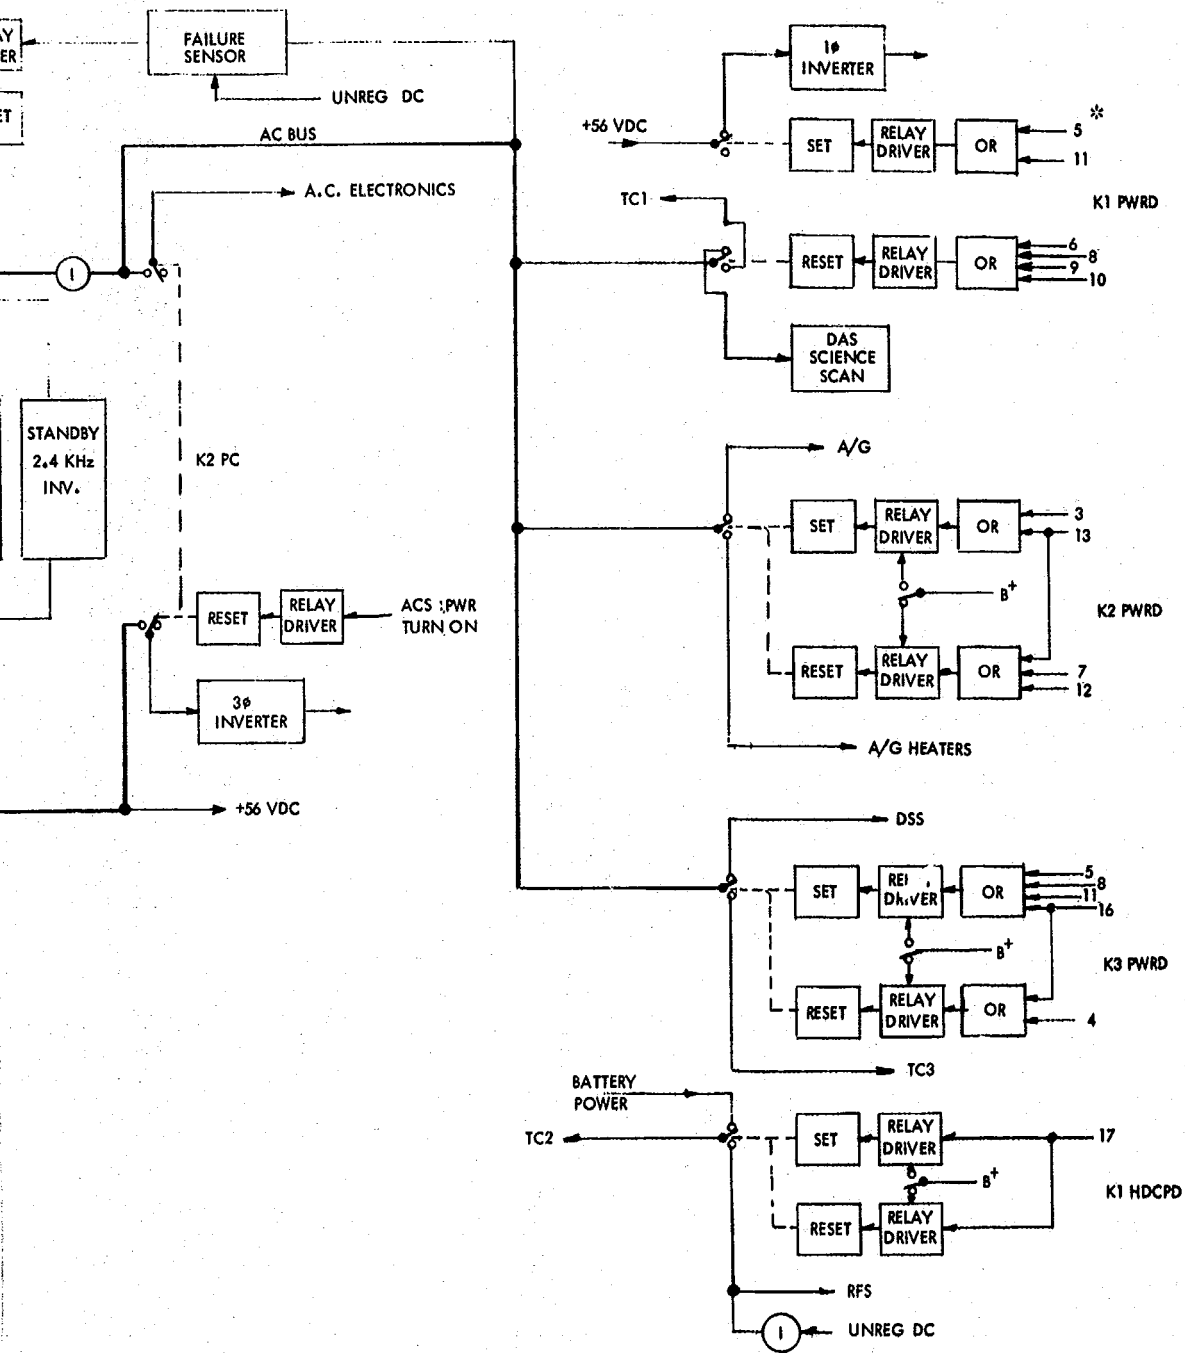 AY
ER
FAILURE
SENSOR
UNREG DC
ET
AC BUS
A.C. ELECTRONICS
I
STANDBY
2.4 KHz
INV.
K2 PC
RESET
RELAY
DRIVER
ACS PWR
TURN ON
3ø
INVERTER
+56 VDC
1ø
INVERTER
+56 VDC
SET
RELAY
DRIVER
OR
5 *
11
K1 PWRD
TC1
RESET
RELAY
DRIVER
OR
6
8
9
10
DAS
SCIENCE
SCAN
A/G
SET
RELAY
DRIVER
OR
3
13
B+
K2 PWRD
RESET
RELAY
DRIVER
OR
7
12
A/G HEATERS
DSS
SET
DRIVER
OR
5
8
11
16
B+
K3 PWRD
RESET
RELAY
DRIVER
OR
4
TC3
BATTERY
POWER
TC2
SET
RELAY
DRIVER
17
B+
K1 HDCPD
RESET
RELAY
DRIVER
RFS
I
UNREG DC